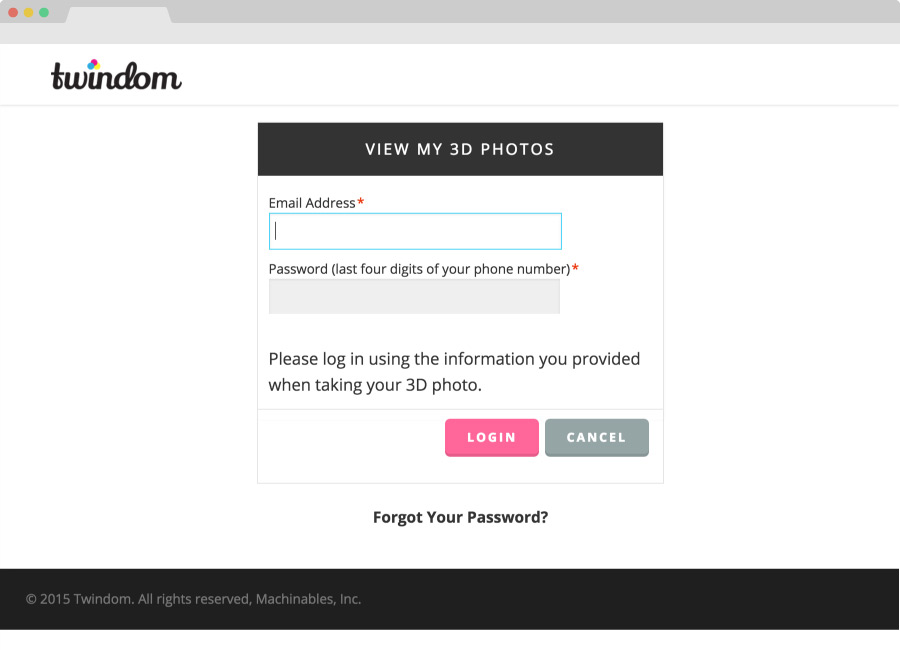 twindom
VIEW MY 3D PHOTOS
Email Address*
Password (last four digits of your phone number)*
Please log in using the information you provided
when taking your 3D photo.
LOGIN CANCEL
Forgot Your Password?
© 2015 Twindom. All rights reserved, Machinables, Inc.